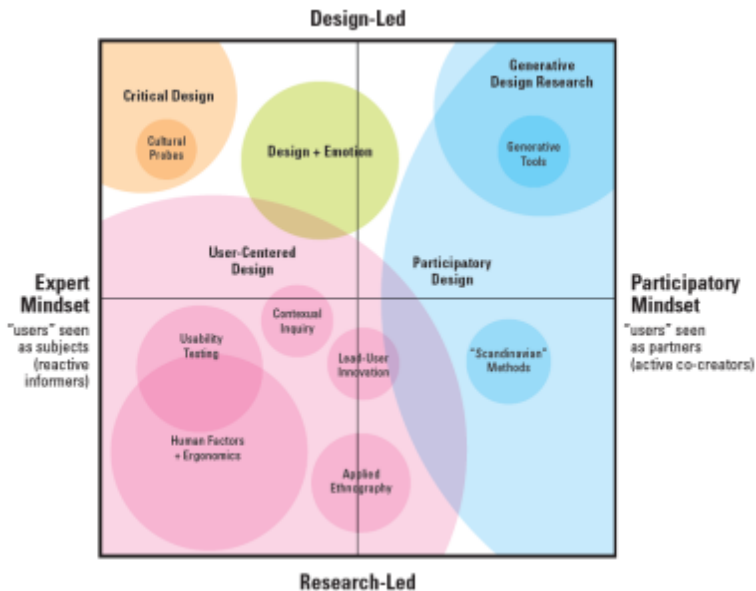 Design-Led
Generative
Design Research
Critical Design
Cultural
Probes
Design + Emotion
Generative
Tools
User-Centered
Design
Participatory
Design
Expert
Mindset
"users" seen
as subjects
(reactive
informers)
Participatory
Mindset
"users" seen
as partners
(active co-creators)
Contexual
Inquiry
Usability
Testing
Lead-User
Innovation
"Scandinavian"
Methods
Human Factors
+ Ergonomics
Applied
Ethnography
Research-Led